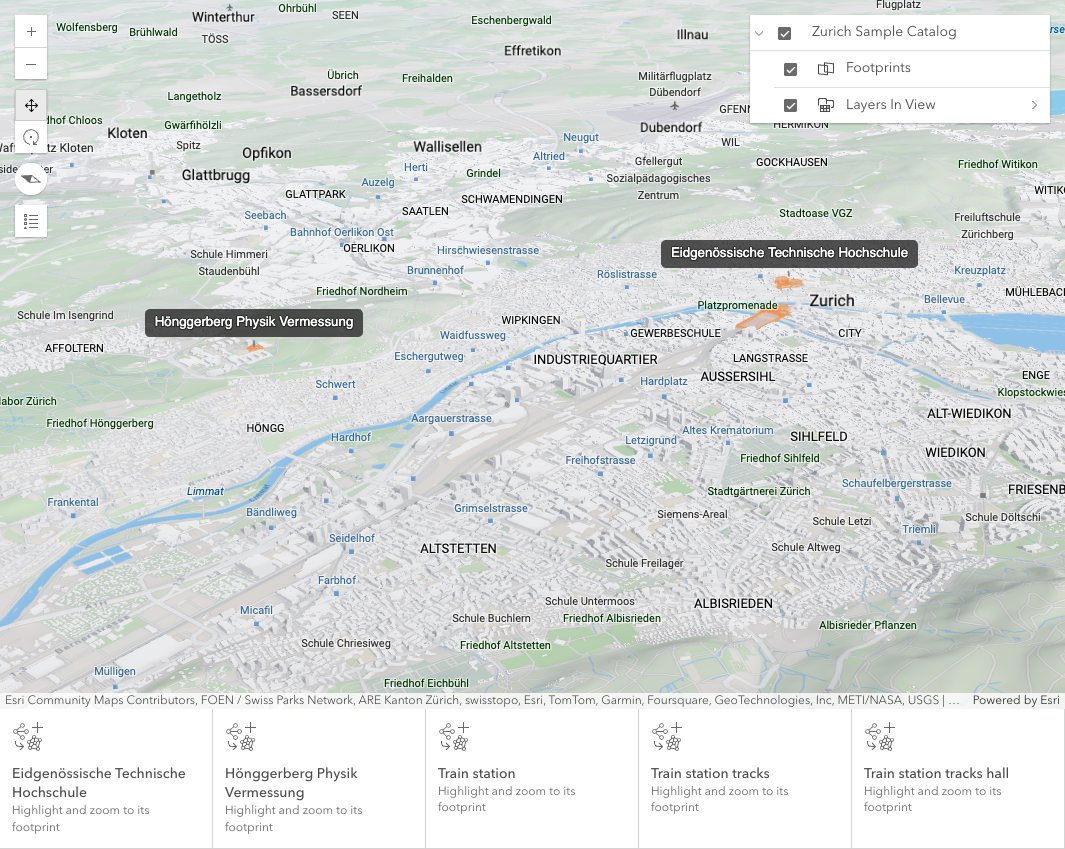 Flugplatz
Ohrbühl
Winterthur
SEEN
Eschenbergwald
Wolfensberg
Brühlwald
TÖSS
Illnau
Effretikon
Zurich Sample Catalog
Footprints
Layers In View
Übrich
Bassersdorf
Freihalden
Militärflugplatz
Dübendorf
Langetholz
Gwärfihölzli
Kloten
Spitz
Kloten
Dubendorf
WIL
HERMIKON
Neugut
Opfikon
Wallisellen
Altried
Herti
Grindel
Gfellergut
Sozialpädagogisches
Zentrum
GOCKHAUSEN
Friedhof Witikon
Glattbrugg
Auzelg
GLATTPARK
SCHWAMENDINGEN
SAATLEN
Seebach
Bahnhof Oerlikon Ost
OERLIKON
Stadtoase VGZ
Freiluftschule
Zürichberg
Schule Himmeri
Staudenbühl
Hirschwiesenstrasse
Brunnenhof
Eidgenössische Technische Hochschule
Röslistrasse
Kreuzplatz
Friedhof Nordheim
Platzpromenade
Zurich
Bellevue
Schule Im Isengrind
Hönggerberg Physik Vermessung
WIPKINGEN
Waidfussweg
GEWERBESCHULE
CITY
AFFOLTERN
Eschergutweg
INDUSTRIEQUARTIER
LANGSTRASSE
AUSSERSIHL
ENGE
Schwert
Hardplatz
Friedhof Hönggerberg
HÖNGG
Aargauerstrasse
ALT-WIEDIKON
Hardhof
Letzigrund
Altes Krematorium
SIHLFELD
WIEDIKON
Friedhof Sihlfeld
Freihofstrasse
Limmat
Frankental
Bändliweg
Grimselstrasse
Stadtgärtnerei Zürich
Schaufelbergerstrasse
Siemens-Areal
Schule Letzi
Schule Döltschi
Triemli
Seidelhof
ALTSTETTEN
Schule Altweg
Schule Freilager
Farbhof
Micafil
Schule Untermoos
ALBISRIEDEN
Schule Buchlern
Friedhof Albisrieden
Albisrieder Pflanzen
Schule Chriesiweg
Friedhof Altstetten
Mülligen
Friedhof Eichbühl
Esri Community Maps Contributors, FOEN / Swiss Parks Network, ARE Kanton Zürich, swisstopo, Esri, TomTom, Garmin, Foursquare, GeoTechnologies, Inc, METI/NASA, USGS | ...
Powered by Esri
Eidgenössische Technische
Hochschule
Highlight and zoom to its
footprint
Hönggerberg Physik
Vermessung
Highlight and zoom to its
footprint
Train station
Highlight and zoom to its
footprint
Train station tracks
Highlight and zoom to its
footprint
Train station tracks hall
Highlight and zoom to its
footprint